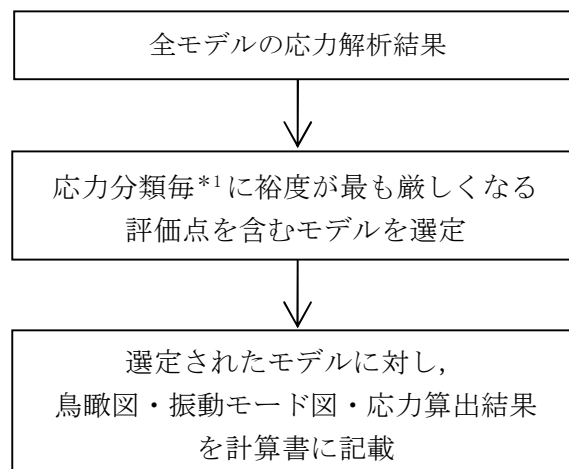 全モデルの応力解析結果
応力分類毎*1に裕度が最も厳しくなる
評価点を含むモデルを選定
選定されたモデルに対し,
鳥瞰図・振動モード図・応力算出結果
を計算書に記載